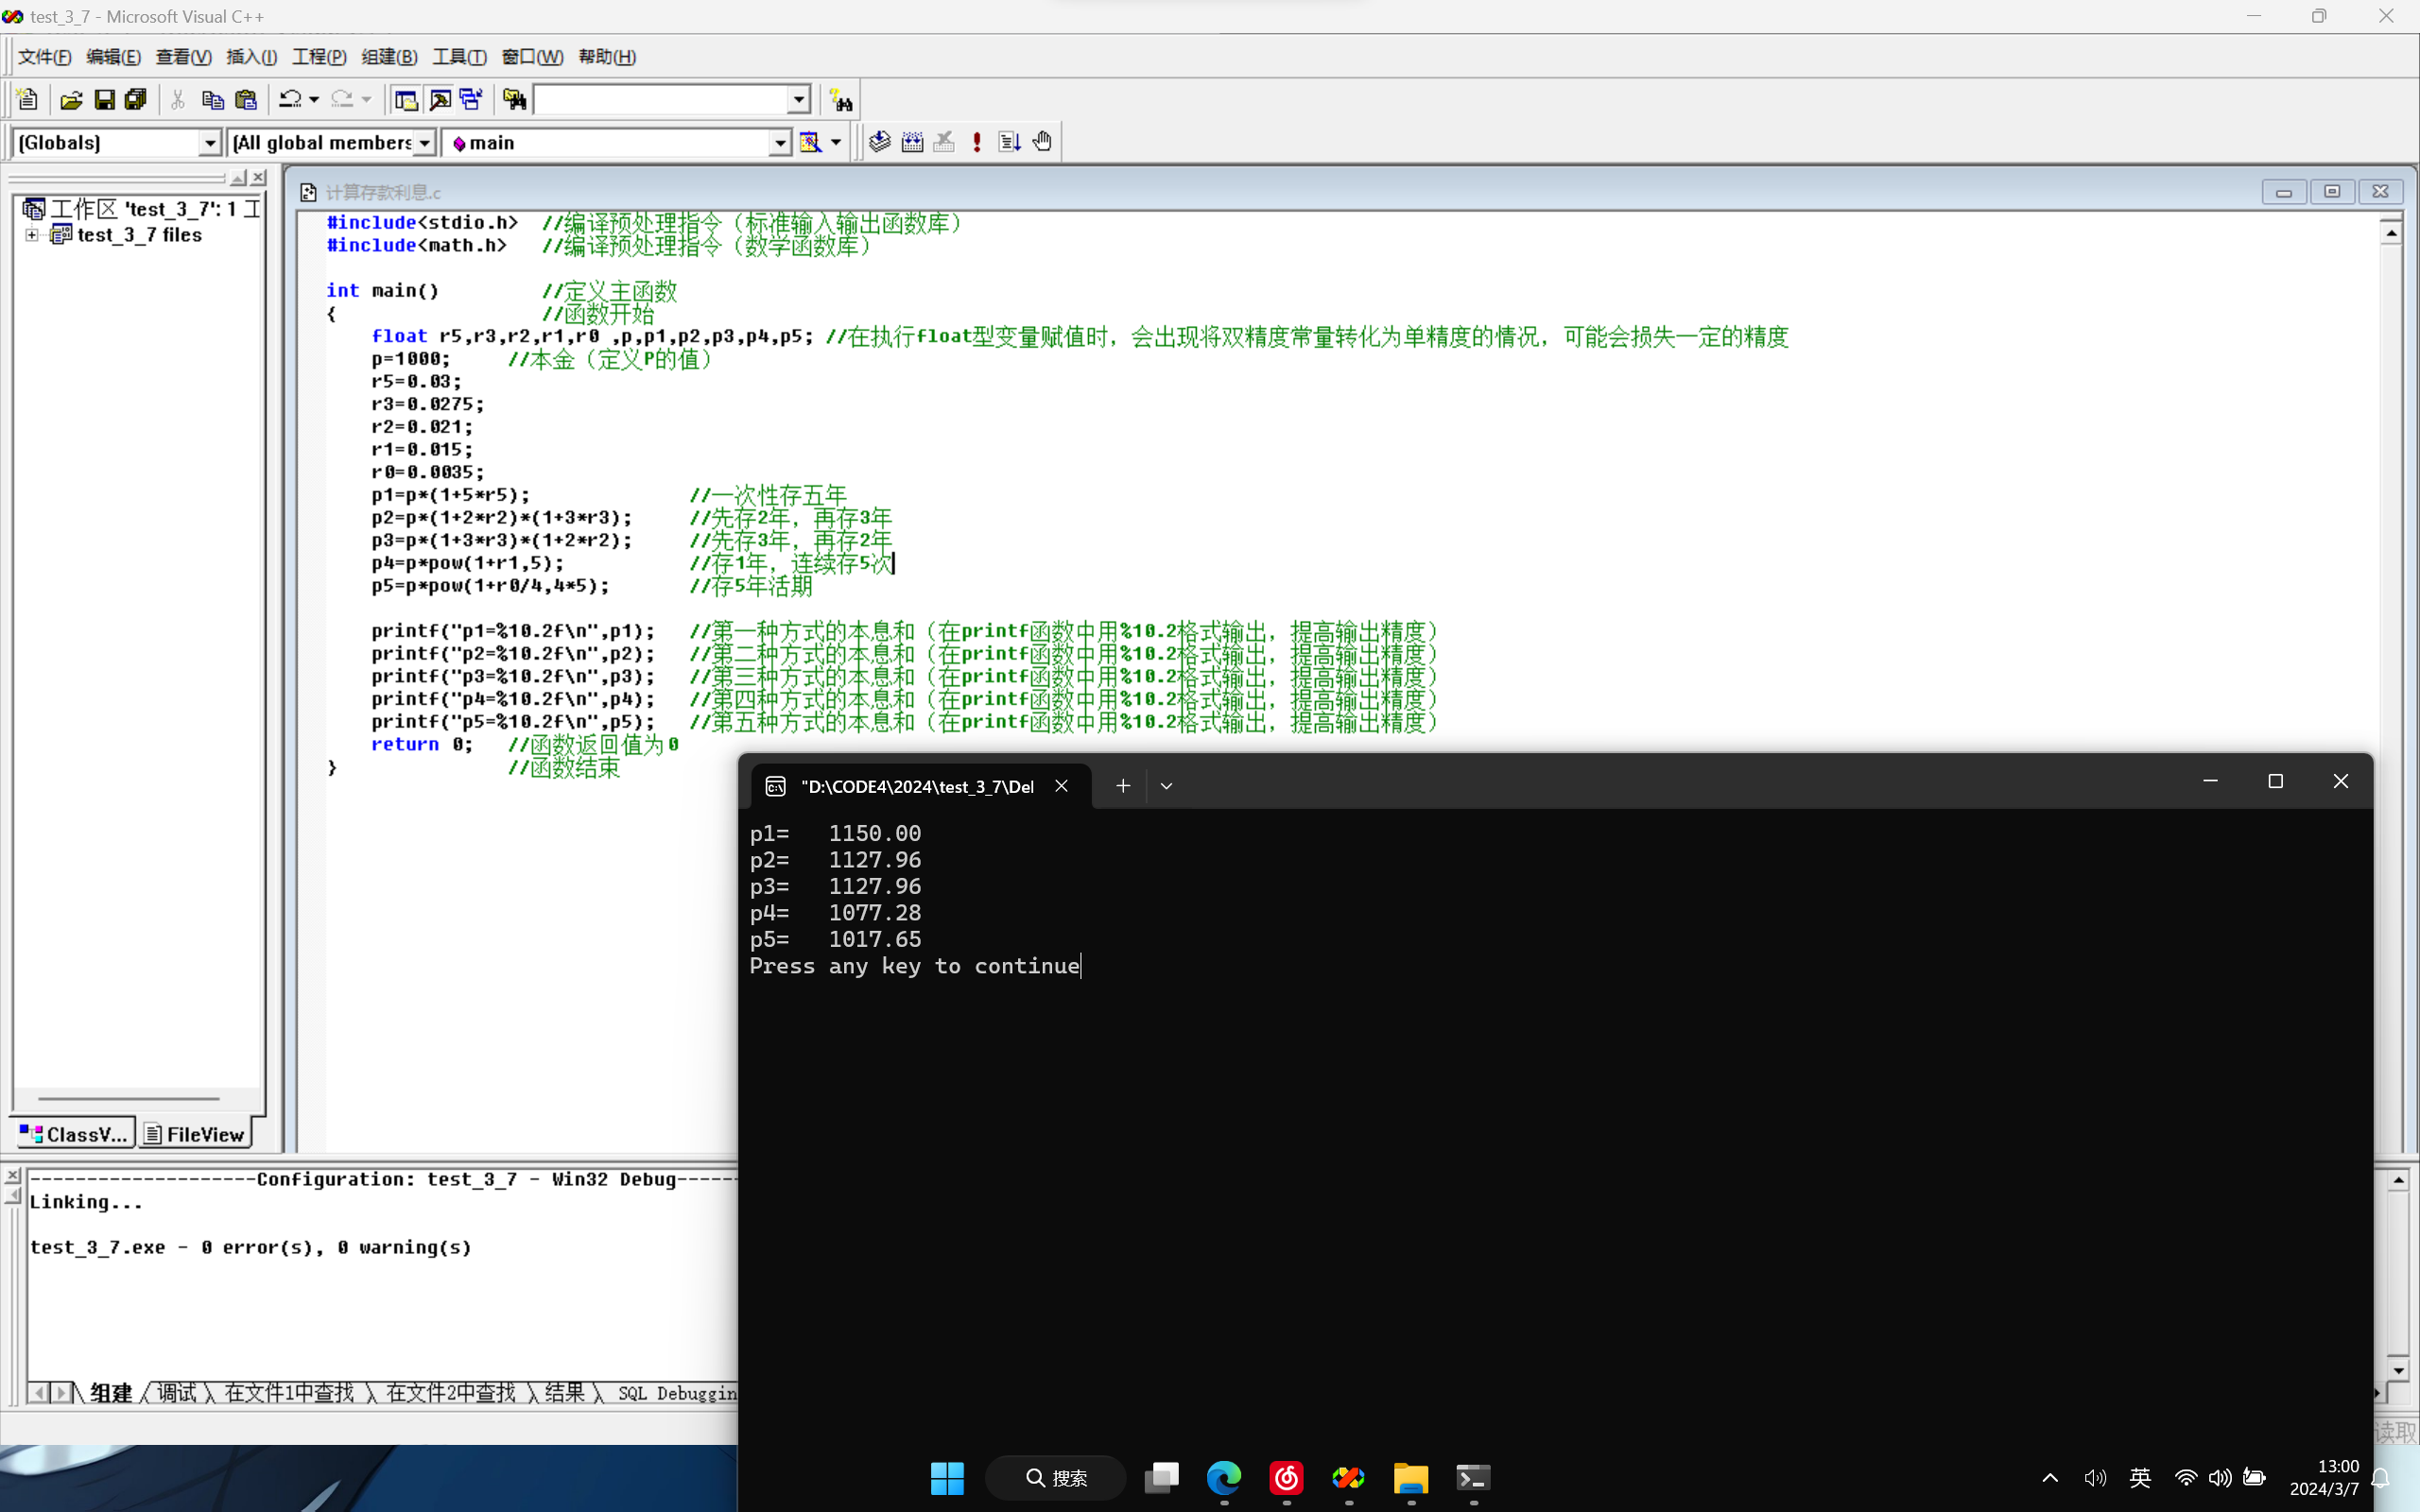 test_3_7 - Microsoft Visual C++
文件(F) 编辑(E) 查看(V) 插入(I) 工程(P) 组建(B) 工具(T) 窗口(W) 帮助(H)
(Globals) (All global members main
工作区 'test_3_7': 1 工
test_3_7 files
计算存款利息.c
#include<stdio.h> //编译预处理指令（标准输入输出函数库）
#include<math.h> //编译预处理指令（数学函数库）
int main() //定义主函数
{ //函数开始
float r5,r3,r2,r1,r0 ,p,p1,p2,p3,p4,p5; //在执行float型变量赋值时，会出现将双精度常量转化为单精度的情况，可能会损失一定的精度
p=1000; //本金（定义P的值）
r5=0.03;
r3=0.0275;
r2=0.021;
r1=0.015;
r0=0.0035;
p1=p*(1+5*r5); //一次性存五年
p2=p*(1+2*r2)*(1+3*r3); //先存2年，再存3年
p3=p*(1+3*r3)*(1+2*r2); //先存3年，再存2年
p4=p*pow(1+r1,5); //存1年，连续存5次
p5=p*pow(1+r0/4,4*5); //存5年活期
printf("p1=%10.2f\n",p1); //第一种方式的本息和（在printf函数中用%10.2格式输出，提高输出精度）
printf("p2=%10.2f\n",p2); //第二种方式的本息和（在printf函数中用%10.2格式输出，提高输出精度）
printf("p3=%10.2f\n",p3); //第三种方式的本息和（在printf函数中用%10.2格式输出，提高输出精度）
printf("p4=%10.2f\n",p4); //第四种方式的本息和（在printf函数中用%10.2格式输出，提高输出精度）
printf("p5=%10.2f\n",p5); //第五种方式的本息和（在printf函数中用%10.2格式输出，提高输出精度）
return 0; //函数返回值为0
} //函数结束
"D:\CODE4\2024\test_3_7\Del
p1=   1150.00
p2=   1127.96
p3=   1127.96
p4=   1077.28
p5=   1017.65
Press any key to continue
ClassV... FileView
--------------------Configuration: test_3_7 - Win32 Debug------
Linking...
test_3_7.exe - 0 error(s), 0 warning(s)
组建 调试 在文件1中查找 在文件2中查找 结果 SQL Debuggin
读取
搜索
英
13:00
2024/3/7